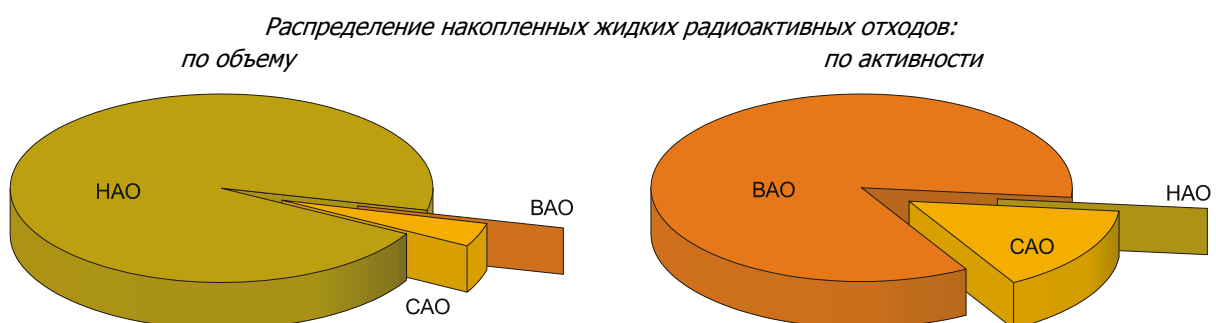 Распределение накопленных жидких радиоактивных отходов:
по объему
по активности
НАО
ВАО
САО
ВАО
НАО
САО